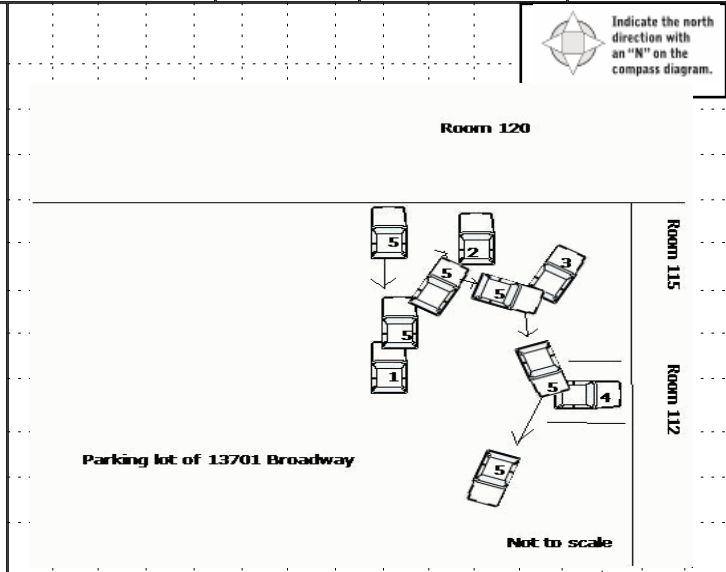 Indicate the north
direction with
an "N" on the
compass diagram.
Room 120
5
2
3
5
5
Room 115
5
1
5
4
Room 112
Parking lot of 13701 Broadway
5
Not to scale